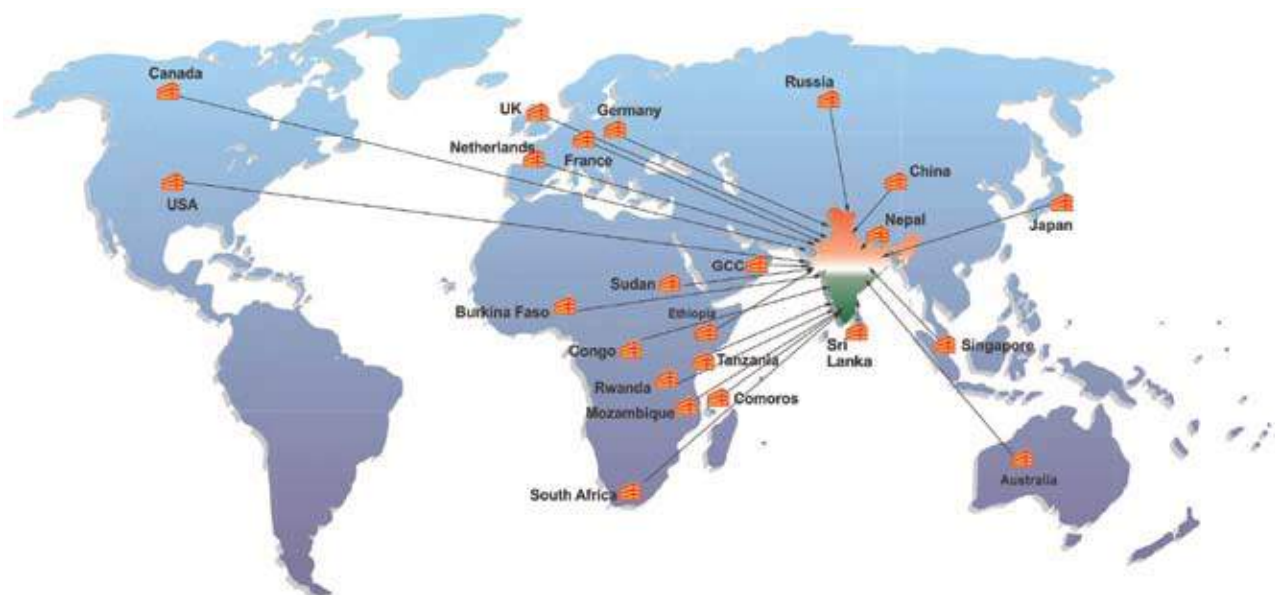 Canada
Russia
UK
Germany
Netherlands
France
China
USA
Nepal
Japan
GCC
Sudan
Burkina Faso
Ethiopia
Congo
Sri
Lanka
Singapore
Tanzania
Rwanda
Comoros
Mozambique
Australia
South Africa